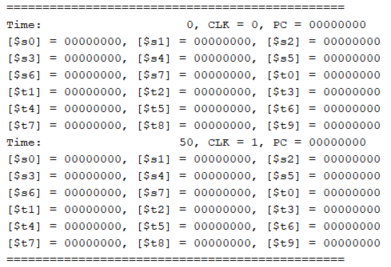 ===============================================
Time:                    0, CLK = 0, PC = 00000000
[$s0] = 00000000, [$s1] = 00000000, [$s2] = 00000000
[$s3] = 00000000, [$s4] = 00000000, [$s5] = 00000000
[$s6] = 00000000, [$s7] = 00000000, [$t0] = 00000000
[$t1] = 00000000, [$t2] = 00000000, [$t3] = 00000000
[$t4] = 00000000, [$t5] = 00000000, [$t6] = 00000000
[$t7] = 00000000, [$t8] = 00000000, [$t9] = 00000000
Time:                   50, CLK = 1, PC = 00000000
[$s0] = 00000000, [$s1] = 00000000, [$s2] = 00000000
[$s3] = 00000000, [$s4] = 00000000, [$s5] = 00000000
[$s6] = 00000000, [$s7] = 00000000, [$t0] = 00000000
[$t1] = 00000000, [$t2] = 00000000, [$t3] = 00000000
[$t4] = 00000000, [$t5] = 00000000, [$t6] = 00000000
[$t7] = 00000000, [$t8] = 00000000, [$t9] = 00000000
===============================================